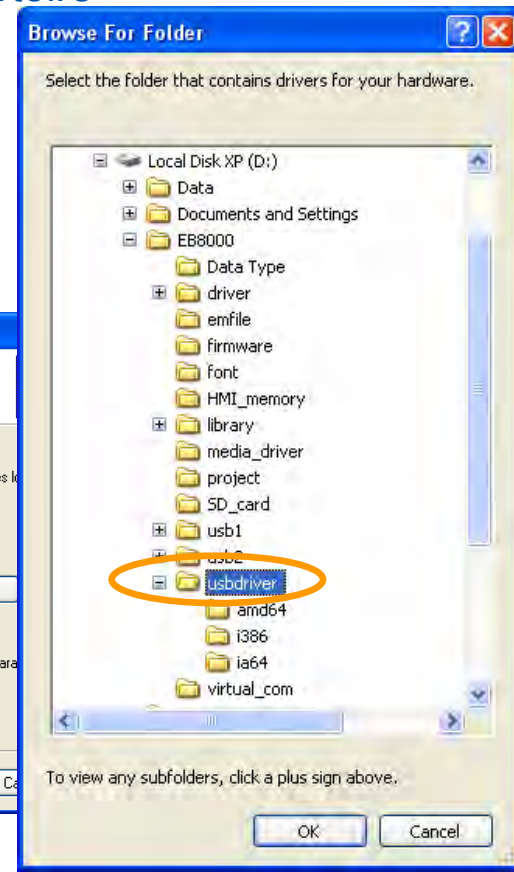 Browse For Folder
Select the folder that contains drivers for your hardware.
Local Disk XP (D:)
Data
Documents and Settings
EB8000
Data Type
driver
emfile
firmware
font
HMI_memory
library
media_driver
project
SD_card
usb1
usb2
usbdriver
amd64
i386
ia64
virtual_com
To view any subfolders, click a plus sign above.
OK Cancel